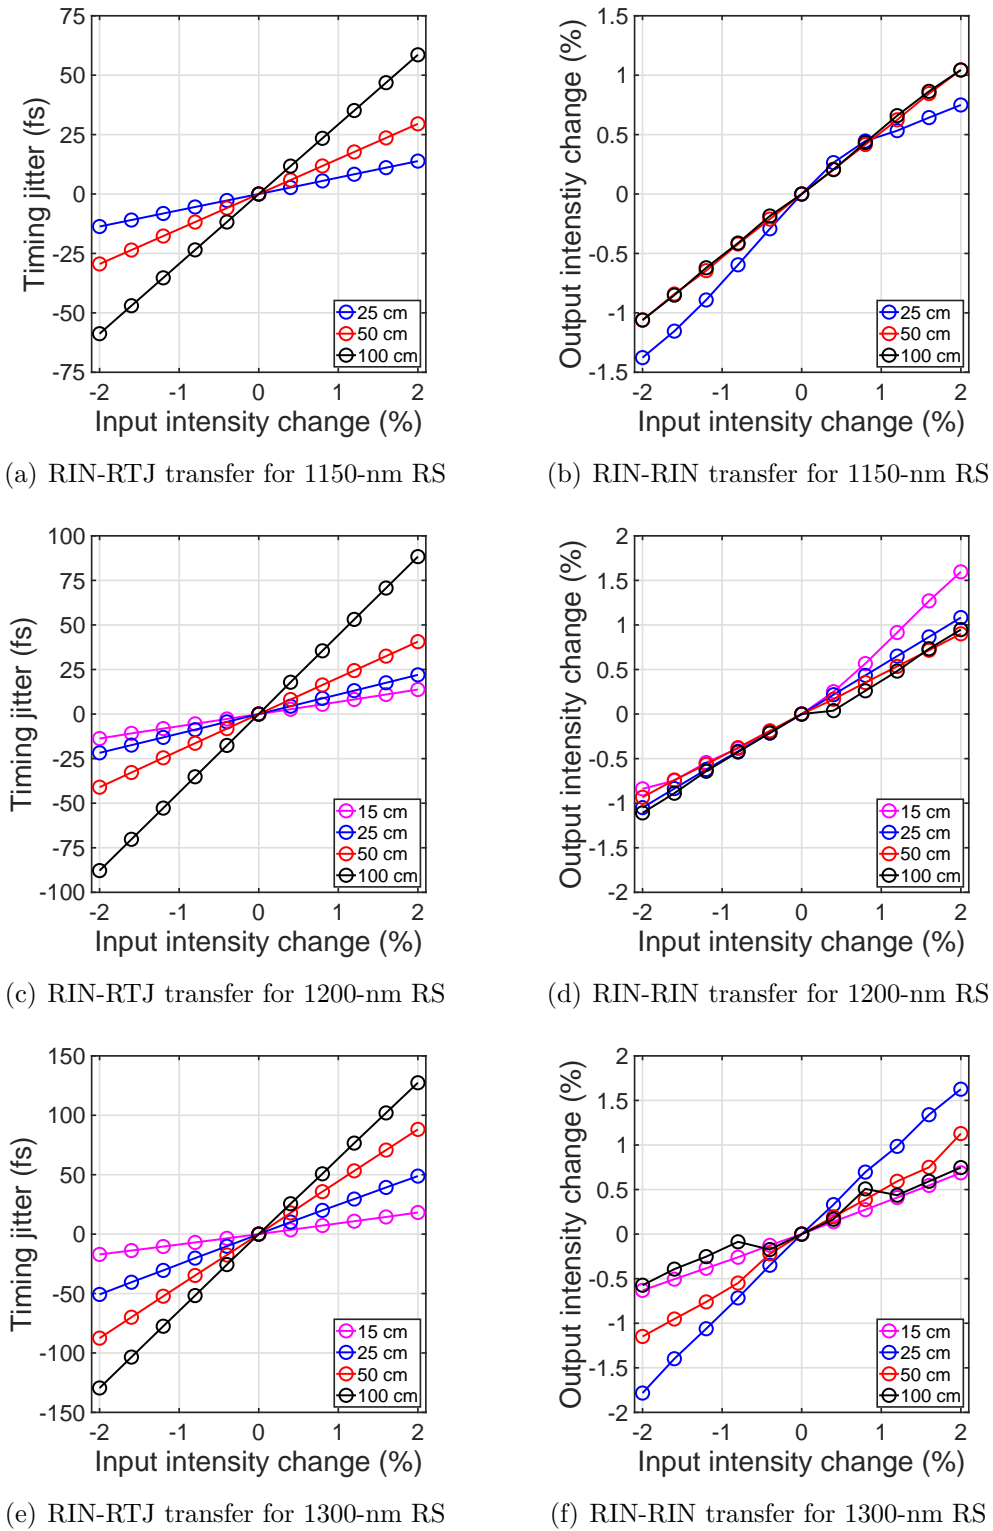 75
50
25
0
-25
-50
-75
Timing jitter (fs)
-2 -1 0 1 2
Input intensity change (%)
25 cm
50 cm
100 cm
(a) RIN-RTJ transfer for 1150-nm RS
1
0.5
0
-0.5
-1
-1.5
Output intenstiy change (%)
-2 -1 0 1 2
Input intensity change (%)
25 cm
50 cm
100 cm
(b) RIN-RIN transfer for 1150-nm RS
100
75
50
25
0
-25
-50
-75
-100
Timing jitter (fs)
-2 -1 0 1 2
Input intensity change (%)
15 cm
25 cm
50 cm
100 cm
(c) RIN-RTJ transfer for 1200-nm RS
2
1.5
1
0.5
0
-0.5
-1
-1.5
-2
Output intensity change (%)
-2 -1 0 1 2
Input intensity change (%)
15 cm
25 cm
50 cm
100 cm
(d) RIN-RIN transfer for 1200-nm RS
150
100
50
0
-50
-100
-150
Timing jitter (fs)
-2 -1 0 1 2
Input intensity change (%)
15 cm
25 cm
50 cm
100 cm
(e) RIN-RTJ transfer for 1300-nm RS
2
1.5
1
0.5
0
-0.5
-1
-1.5
-2
Output intensity change (%)
-2 -1 0 1 2
Input intensity change (%)
15 cm
25 cm
50 cm
100 cm
(f) RIN-RIN transfer for 1300-nm RS